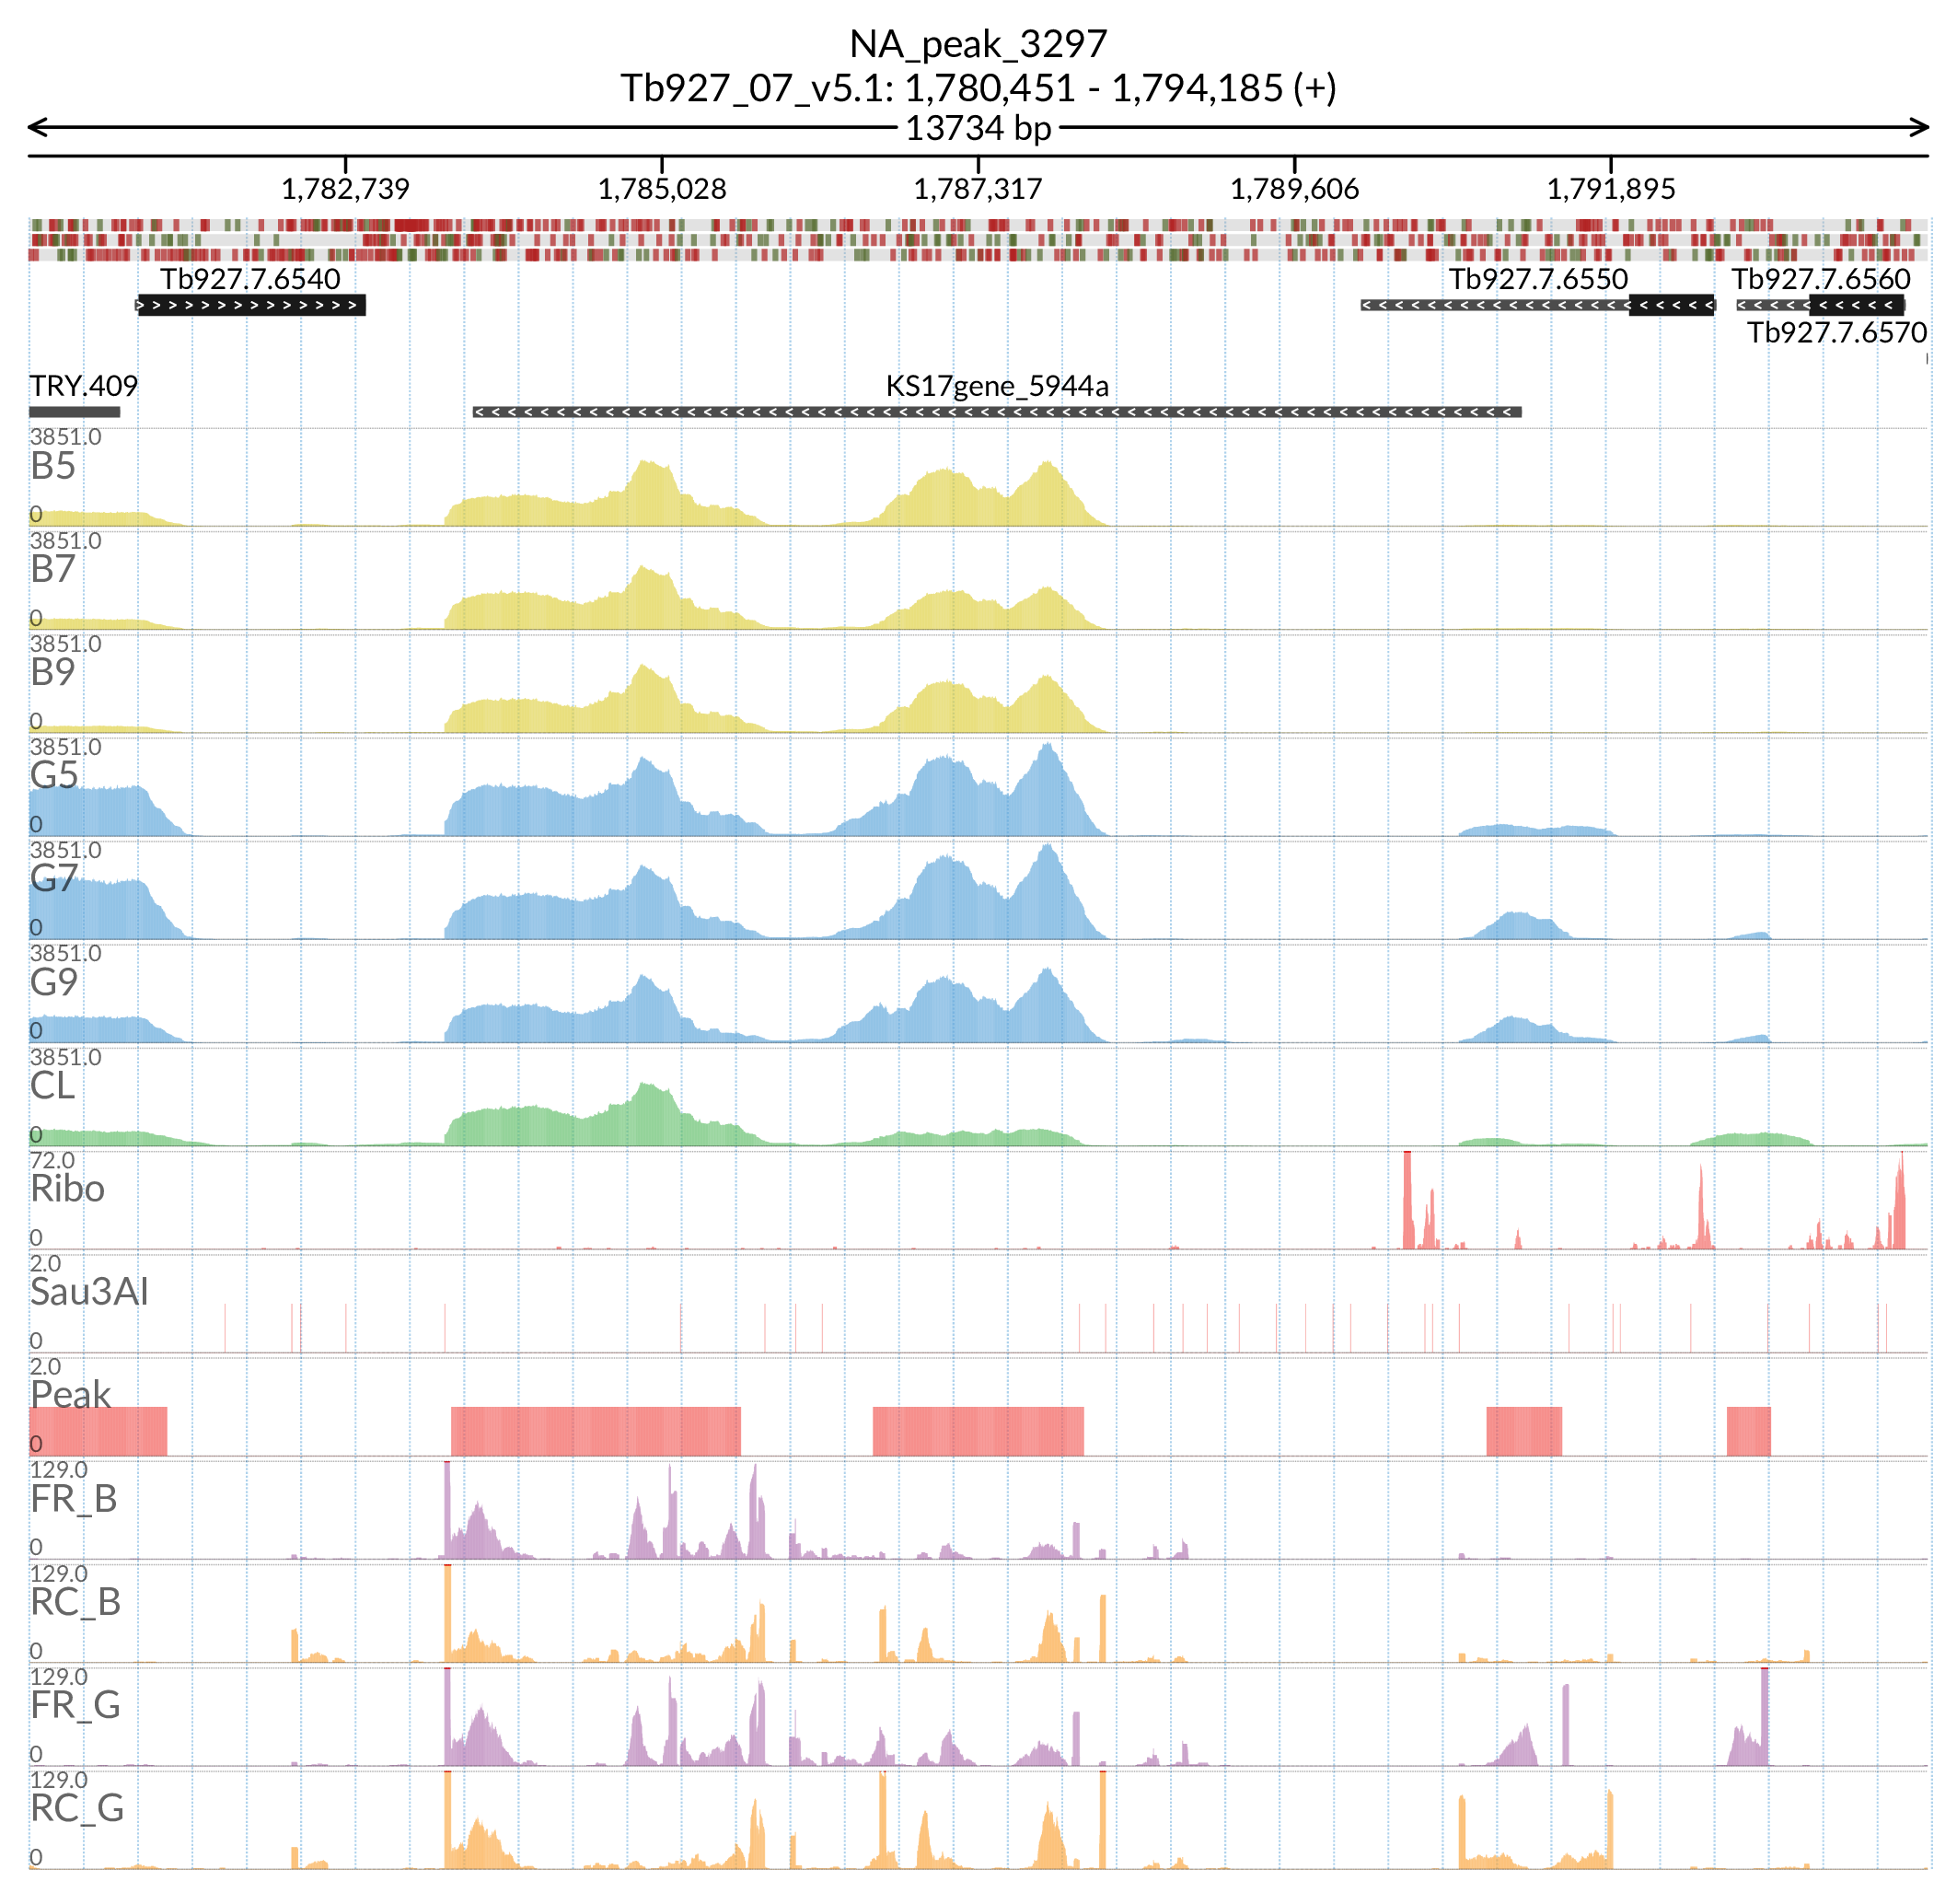 NA_peak_3297
Tb927_07_v5.1: 1,780,451 - 1,794,185 (+)
13734 bp
1,782,739 1,785,028 1,787,317 1,789,606 1,791,895
Tb927.7.6540 Tb927.7.6550 Tb927.7.6560
Tb927.7.6570
TRY.409 KS17gene_5944a
3851.0
B5
0
3851.0
B7
0
3851.0
B9
0
3851.0
G5
0
3851.0
G7
0
3851.0
G9
0
3851.0
CL
0
72.0
Ribo
0
2.0
Sau3AI
0
2.0
Peak
0
129.0
FR_B
0
129.0
RC_B
0
129.0
FR_G
0
129.0
RC_G
0